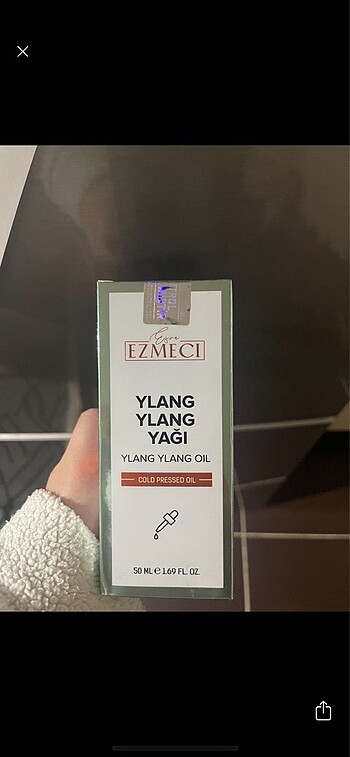 Esra
EZMECI
YLANG
YLANG
YAĞI
YLANG YLANG OIL
COLD PRESSED OIL
50 ML ℮ 1.69 FL. OZ.